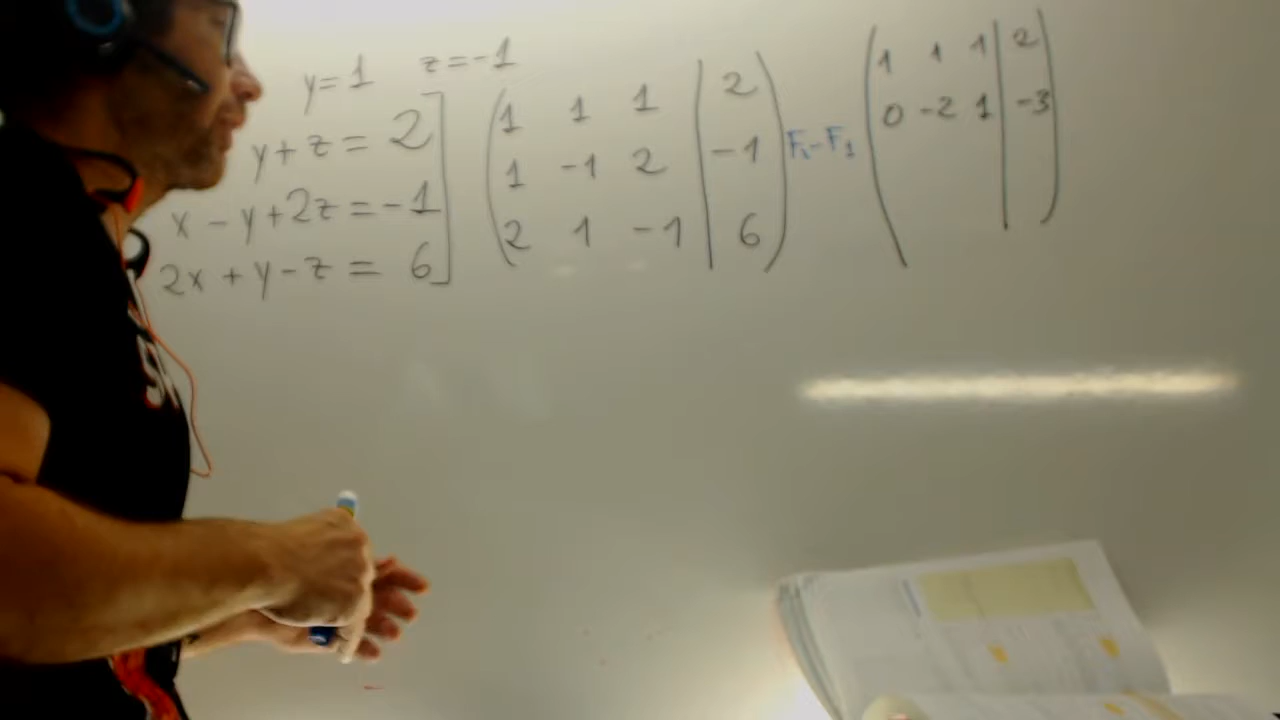 y=1 z=-1
y+z=2
x-y+2z=-1
2x+y-z=6
1 1 1 2
1 -1 2 -1
2 1 -1 6
F₂-F₁
1 1 1 2
0 -2 1 -3